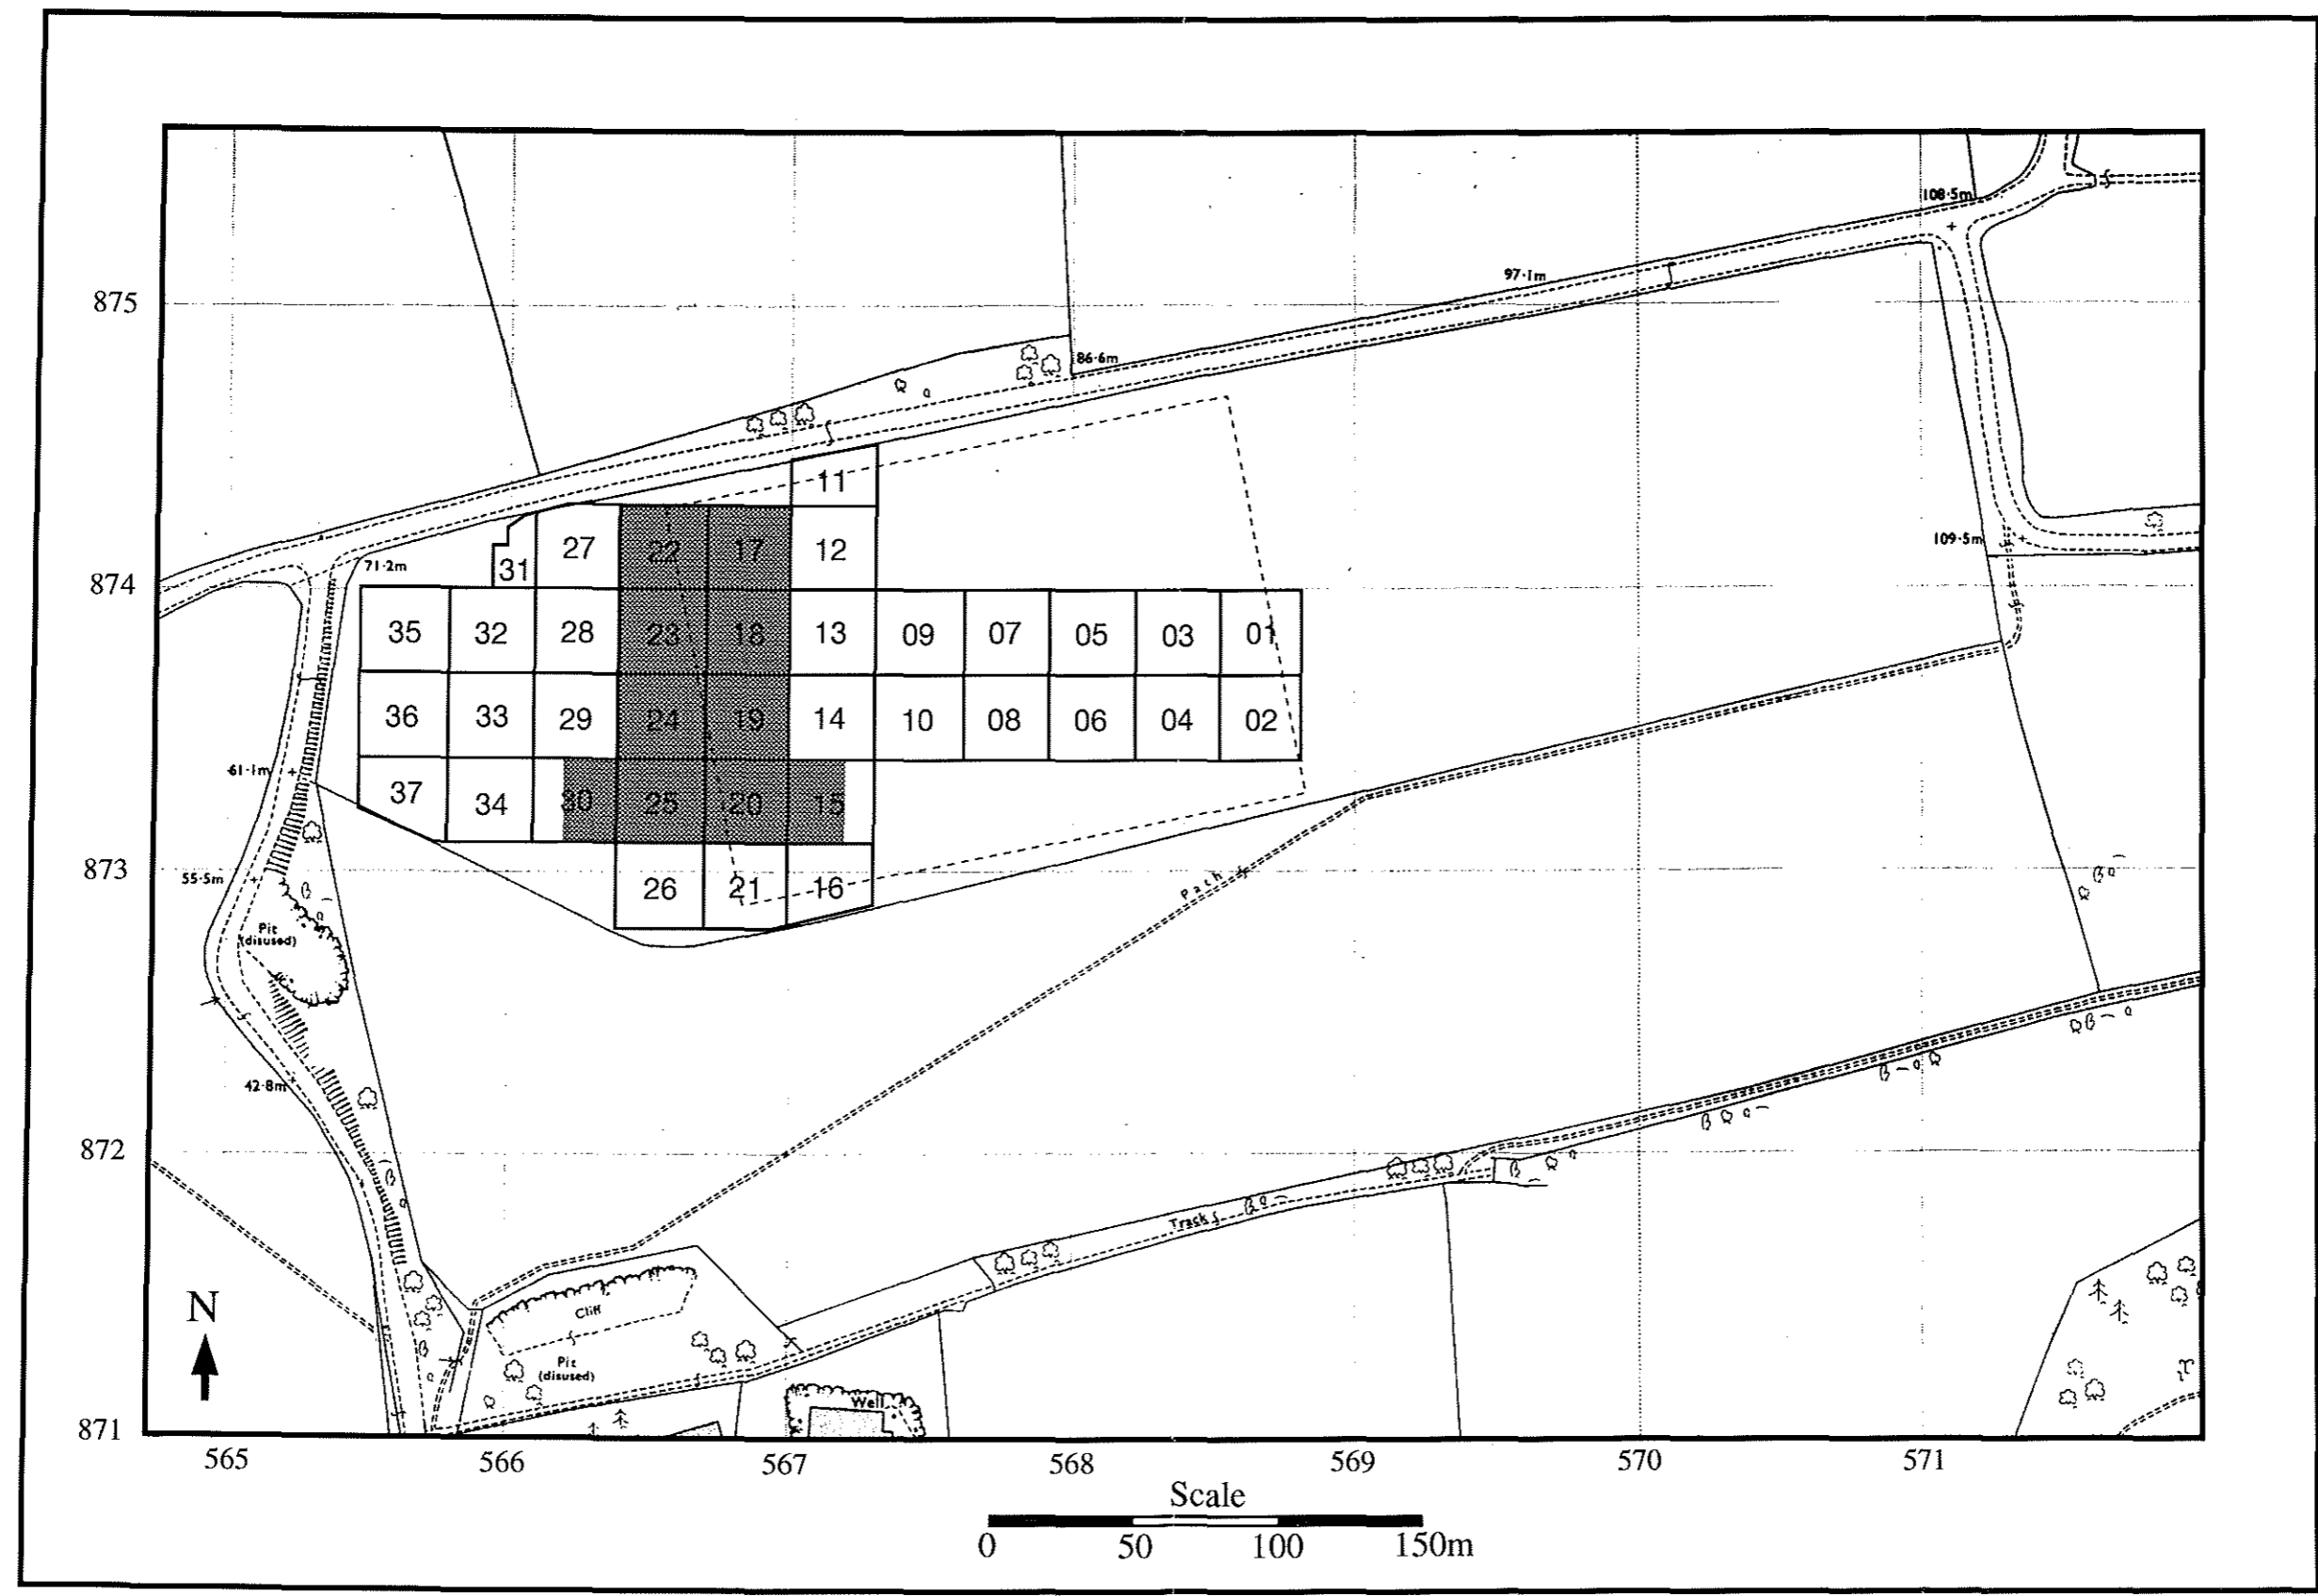 108·5m
97·1m
875
86·6m
11
27 22 17 12
109·5m
31
71·2m
874
35 32 28 23 18 13 09 07 05 03 01
36 33 29 24 19 14 10 08 06 04 02
61·1m
37 34 30 25 20 15
873
55·5m
26 21 16
Path
Pit
(disused)
42·8m
872
Track
N
Cliff
Pit
(disused)
Well
871
565 566 567 568 569 570 571
Scale
0 50 100 150m